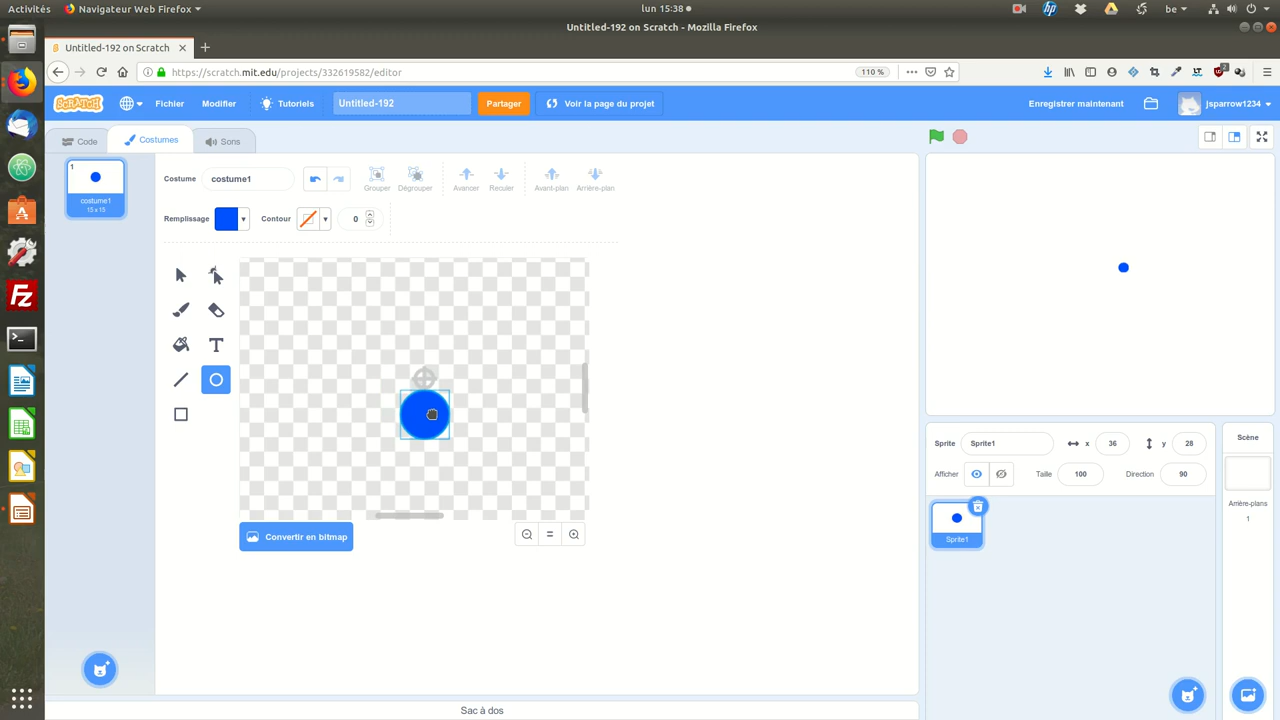 Activités
Navigateur Web Firefox
lun 15:38
be
Untitled-192 on Scratch - Mozilla Firefox
Untitled-192 on Scratch
https://scratch.mit.edu/projects/332619582/editor
110 %
2
SCRATCH
Fichier
Modifier
Tutoriels
Untitled-192
Partager
Voir la page du projet
Enregistrer maintenant
jsparrow1234
Code
Costumes
Sons
1
costume1
15 x 15
Costume
costume1
Grouper
Dégrouper
Avancer
Reculer
Avant-plan
Arrière-plan
Remplissage
Contour
0
T
Convertir en bitmap
=
Sprite
Sprite1
x
36
y
28
Afficher
Taille
100
Direction
90
Sprite1
Scène
Arrière-plans
1
Sac à dos